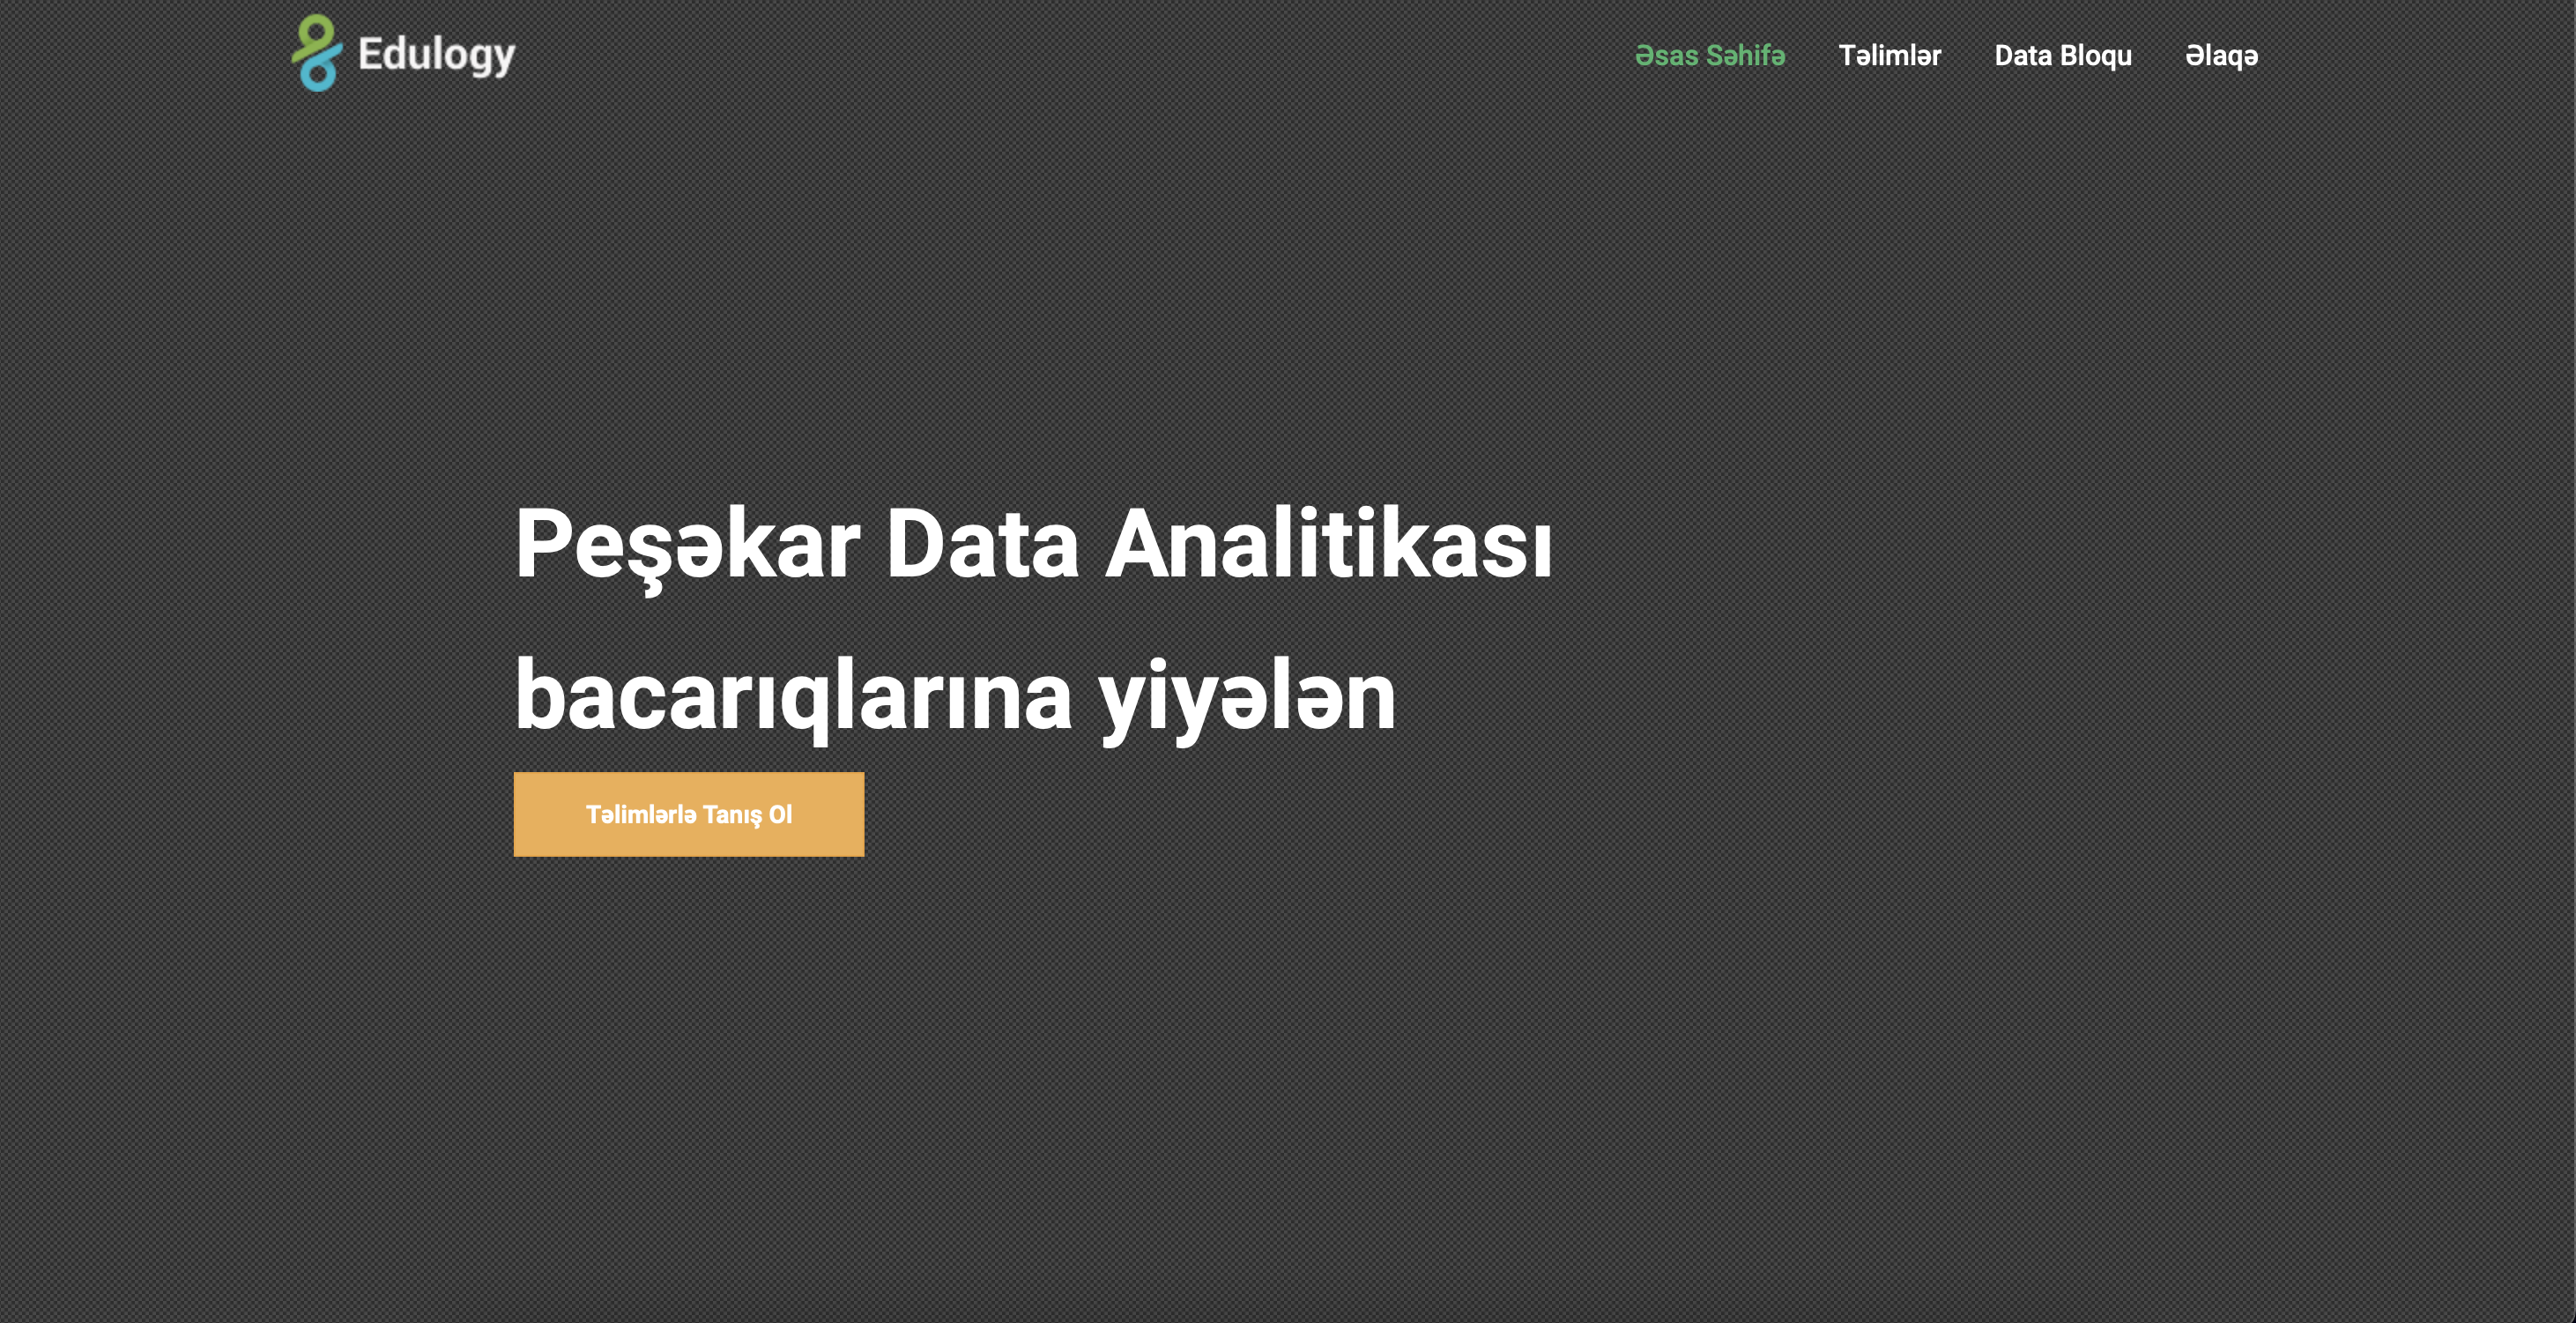 Edulogy
Əsas Səhifə
Təlimlər
Data Bloqu
Əlaqə
Peşəkar Data Analitikası
bacarıqlarına yiyələn
Təlimlərlə Tanış Ol